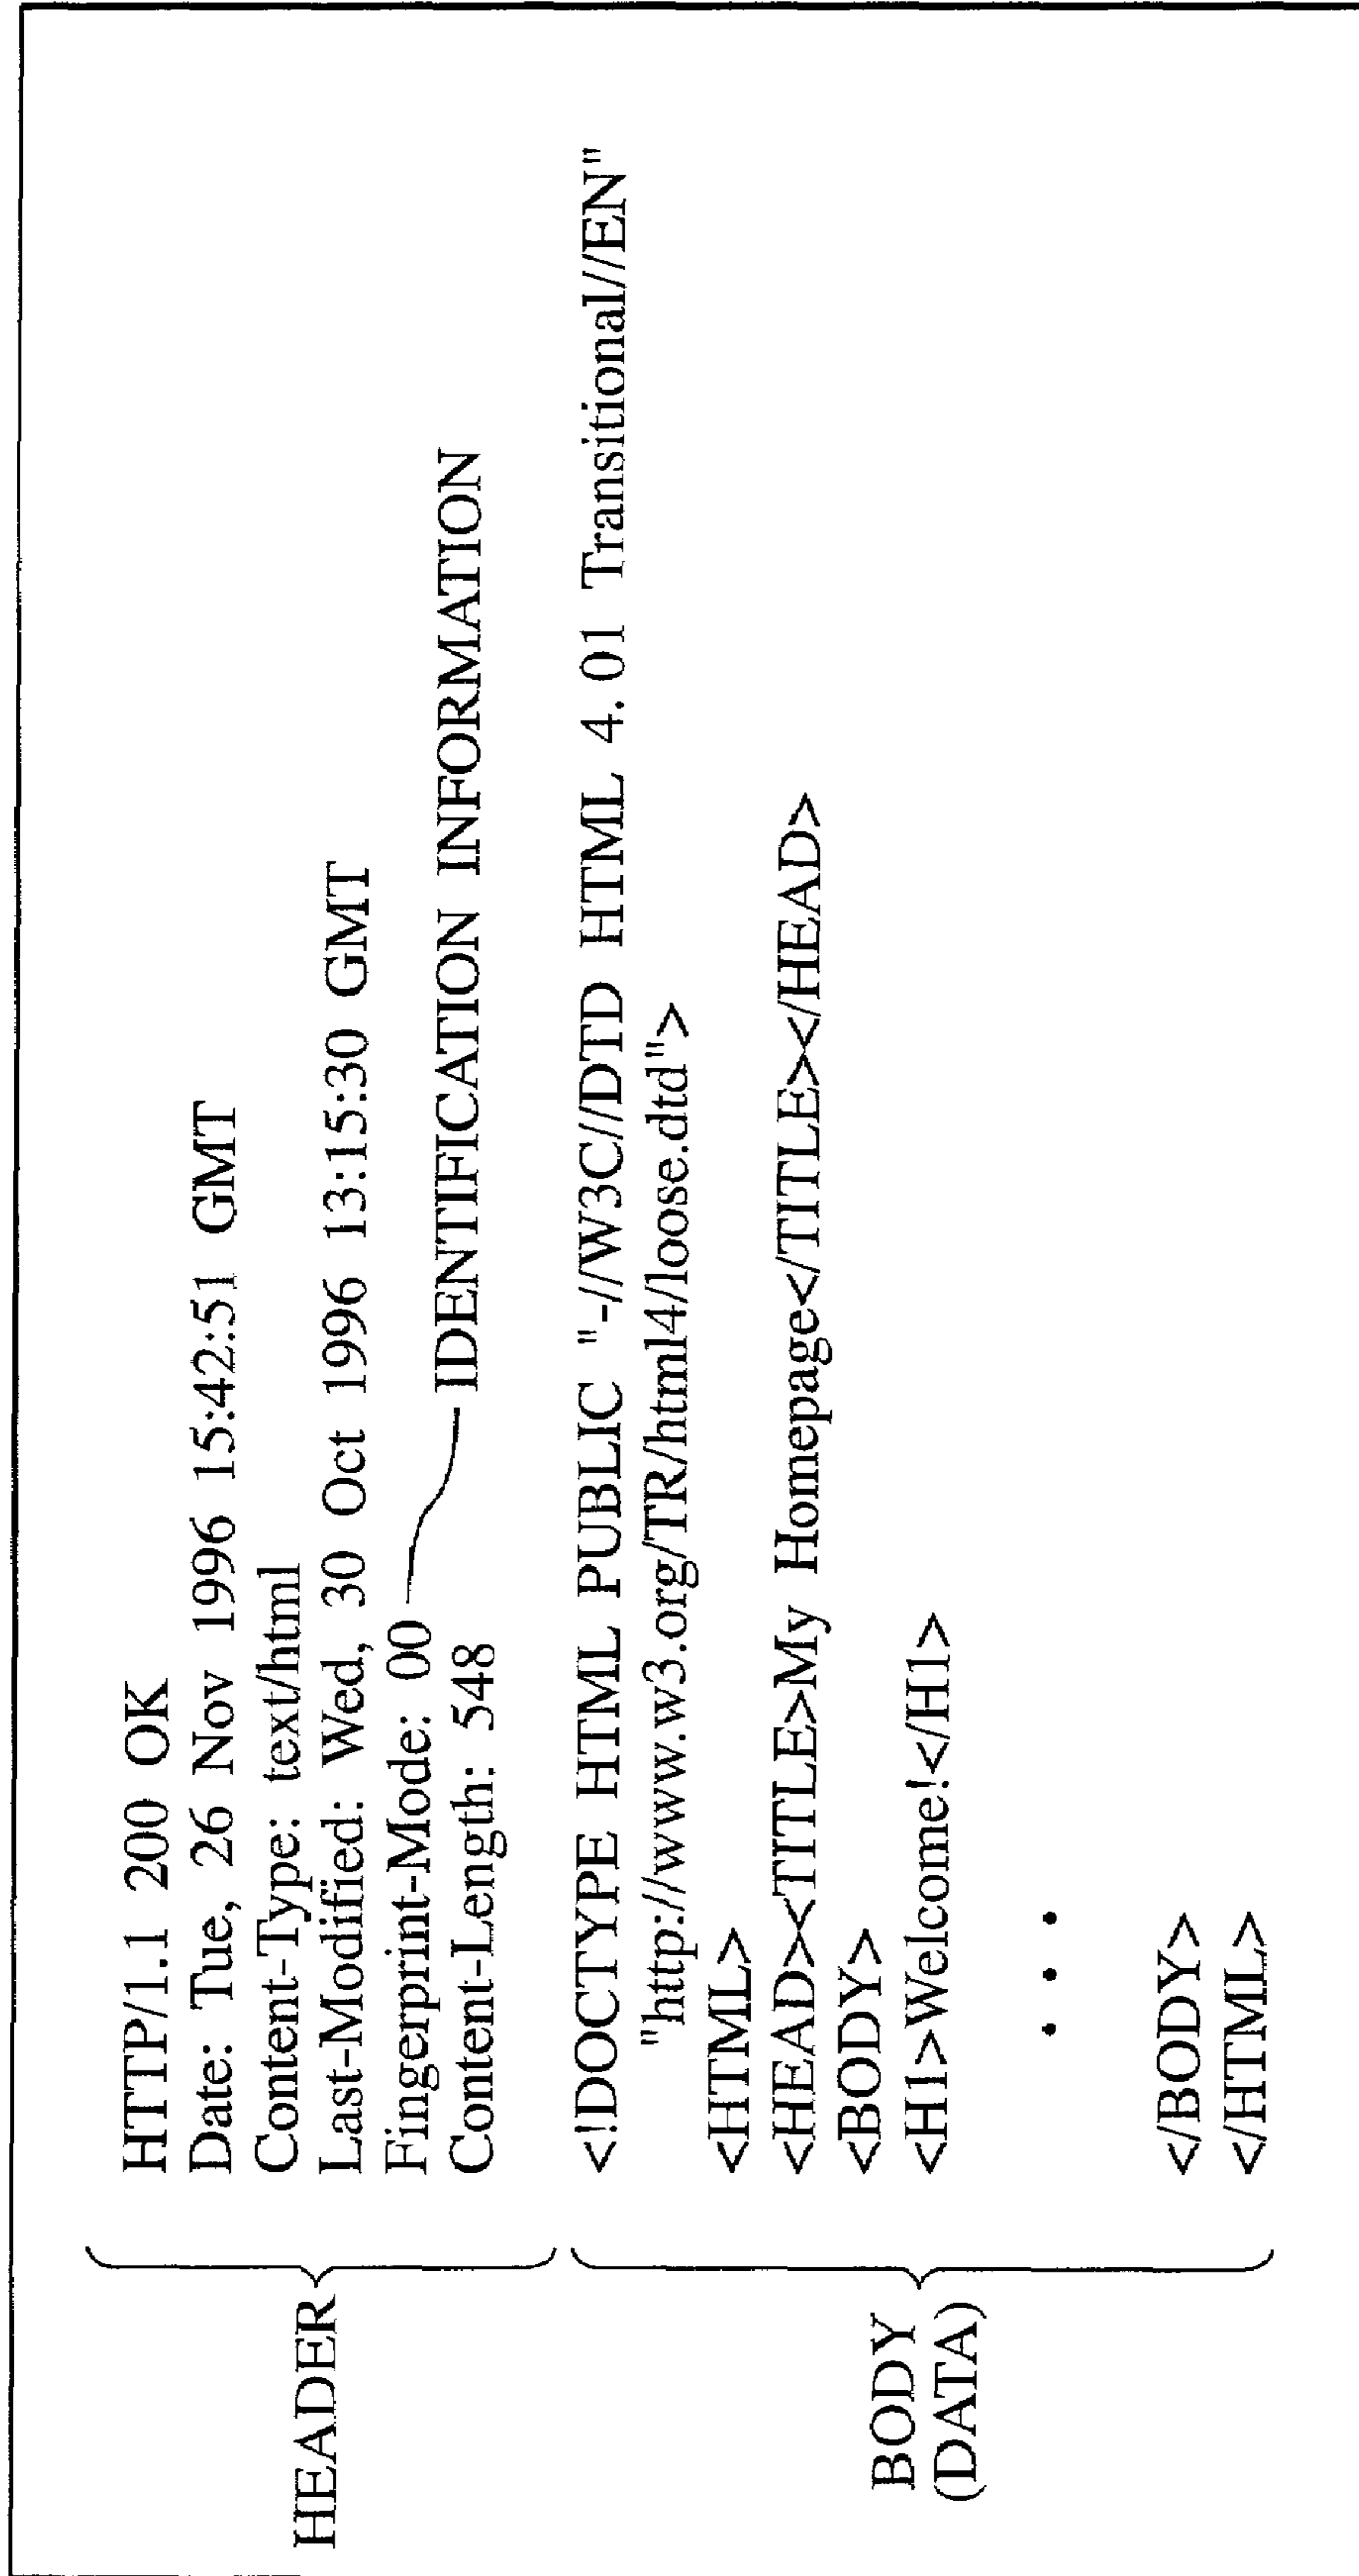 HEADER
HTTP/1.1 200 OK
Date: Tue, 26 Nov 1996 15:42:51 GMT
Content-Type: text/html
Last-Modified: Wed, 30 Oct 1996 13:15:30 GMT
Fingerprint-Mode: 00
IDENTIFICATION INFORMATION
Content-Length: 548
BODY
(DATA)
<!DOCTYPE HTML PUBLIC "-//W3C//DTD HTML 4. 01 Transitional//EN"
"http://www.w3.org/TR/html4/loose.dtd">
<HTML>
<HEAD><TITLE>My Homepage</TITLE></HEAD>
<BODY>
<H1>Welcome!</H1>
• • •
</BODY>
</HTML>